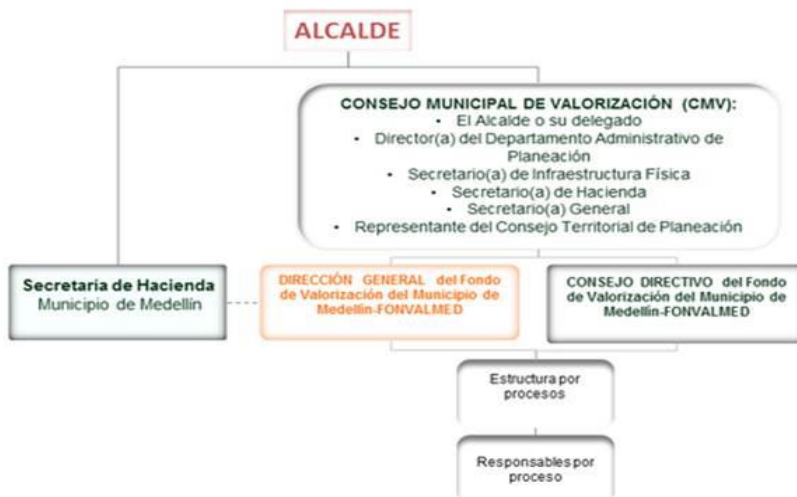 ALCALDE
CONSEJO MUNICIPAL DE VALORIZACIÓN (CMV):
• El Alcalde o su delegado
• Director(a) del Departamento Administrativo de
Planeación
• Secretario(a) de Infraestructura Física
• Secretario(a) de Hacienda
• Secretario(a) General
• Representante del Consejo Territorial de Planeación
Secretaría de Hacienda
Municipio de Medellín
DIRECCIÓN GENERAL del Fondo
de Valorización del Municipio de
Medellín-FONVALMED
CONSEJO DIRECTIVO del Fondo
de Valorización del Municipio de
Medellín-FONVALMED
Estructura por
procesos
Responsables por
proceso